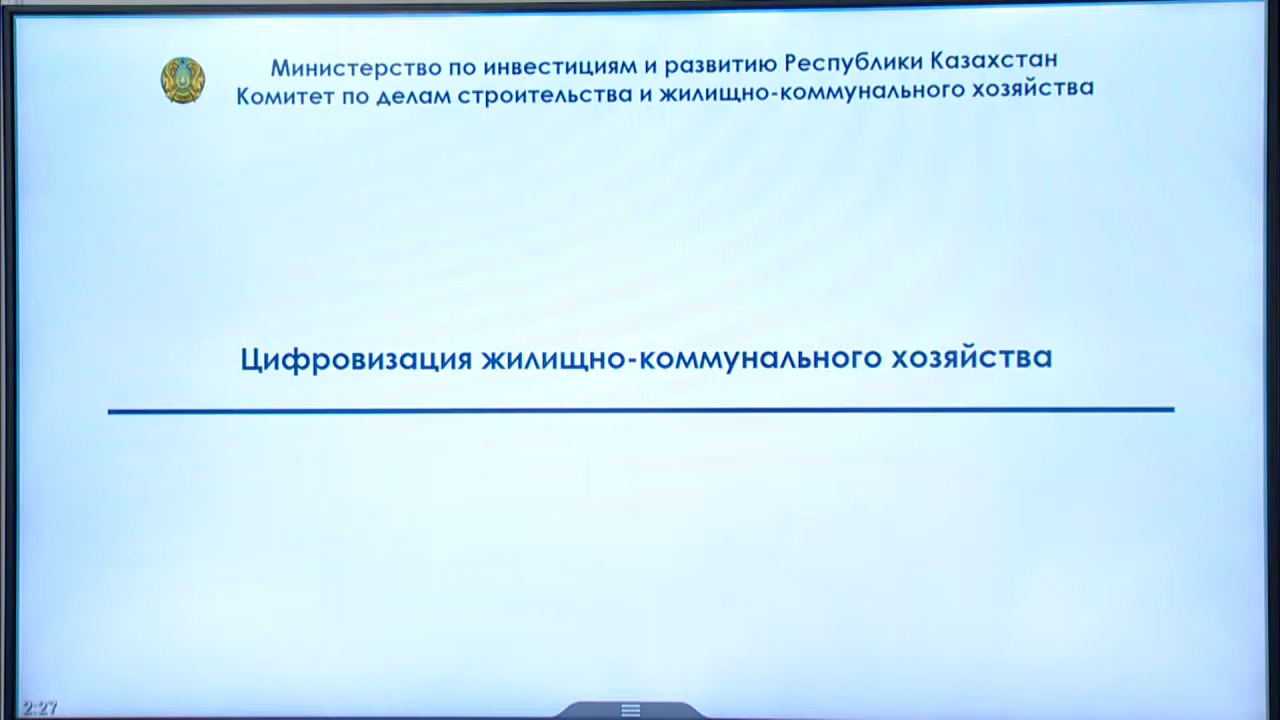 Министерство по инвестициям и развитию Республики Казахстан
Комитет по делам строительства и жилищно-коммунального хозяйства
Цифровизация жилищно-коммунального хозяйства
2:27